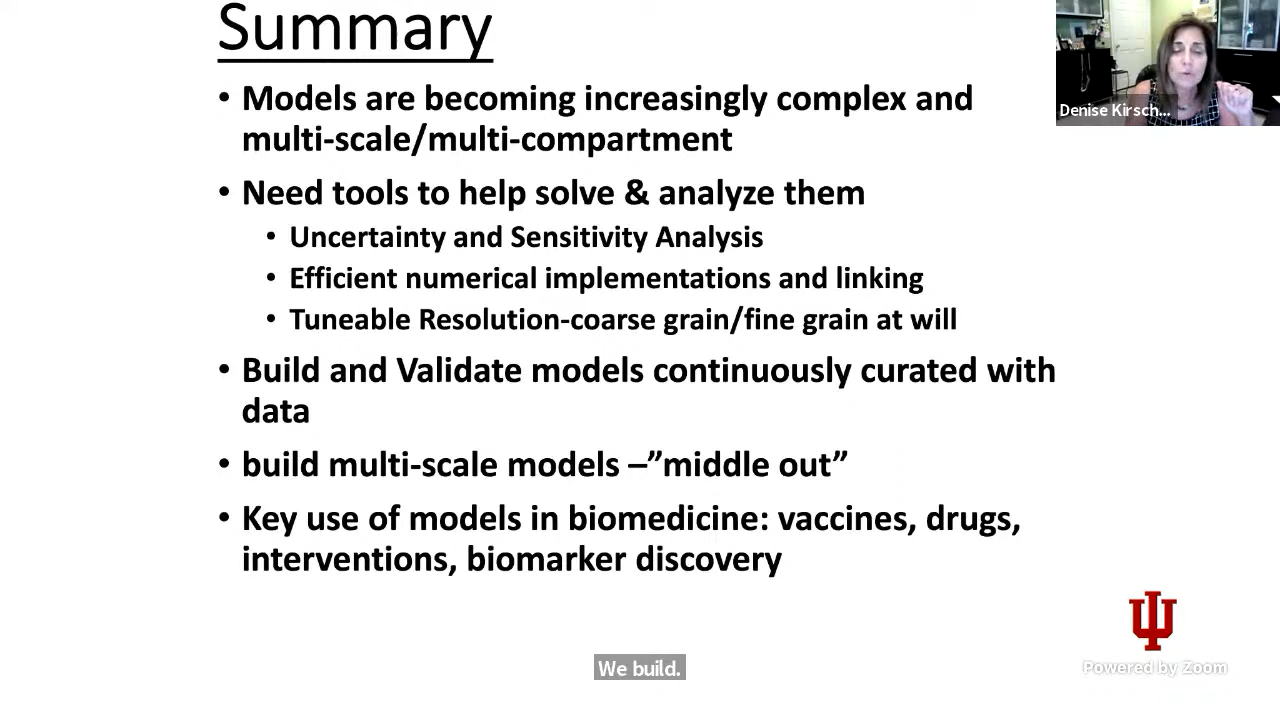 Summary
• Models are becoming increasingly complex and
multi-scale/multi-compartment
• Need tools to help solve & analyze them
• Uncertainty and Sensitivity Analysis
• Efficient numerical implementations and linking
• Tuneable Resolution-coarse grain/fine grain at will
• Build and Validate models continuously curated with
data
• build multi-scale models –”middle out”
• Key use of models in biomedicine: vaccines, drugs,
interventions, biomarker discovery
Denise Kirsch...
We build.
Powered by Zoom